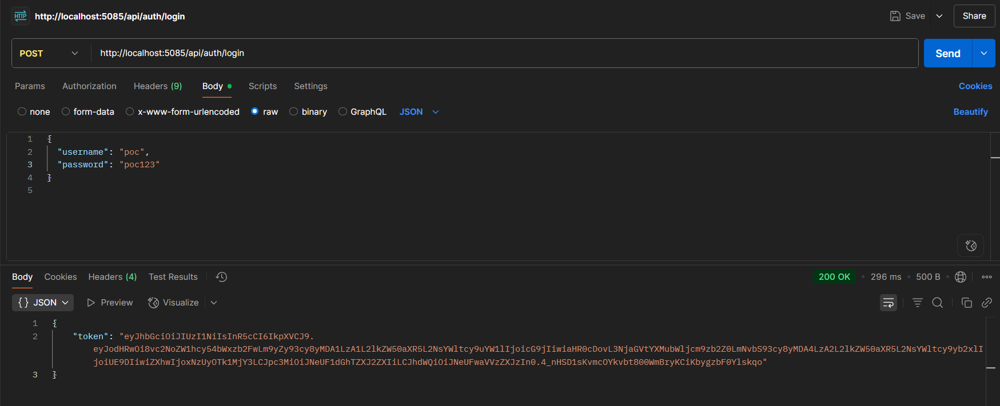 HTTP http://localhost:5085/api/auth/login Save Share
POST http://localhost:5085/api/auth/login Send
Params Authorization Headers (9) Body Scripts Settings Cookies
none form-data x-www-form-urlencoded raw binary GraphQL JSON Beautify
1 {
2 "username": "poc",
3 "password": "poc123"
4 }
5
Body Cookies Headers (4) Test Results 200 OK 296 ms 500 B
{} JSON Preview Visualize
1 {
2 "token": "eyJhbGciOiJIUzI1NiIsInR5cCI6IkpXVCJ9.
eyJodHRwOi8vc2NoZW1hcy54bWxzb2FwLm9yZy93cy8yMDA1LzA1L2lkZW50aXR5L2NsYWltcy9uYW1lIjoicG9jIiwiaHR0cDovL3NjaGVtYXMubWljcm9zb2Z0LmNvbS93cy8yMDA4LzA2L2lkZW50aXR5L2NsYWltcy9yb2xlI
joiUE9DIiwiZXhwIjoxNzUyOTk1MjY3LCJpc3MiOiJNeUF1dGhTZXJ2ZXIiLCJhdWQiOiJNeUFwaVVzZXJzIn0.4_nHSD1sKvmcOYkvbt800WmBryKCiKbygzbF0Ylskqo"
3 }